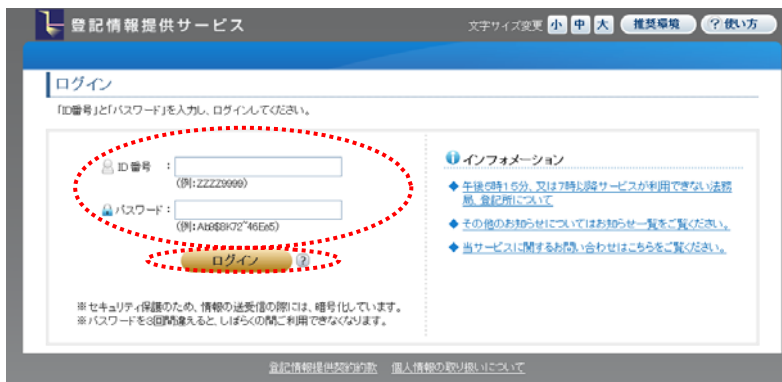 登記情報提供サービス
文字サイズ変更 小 中 大 推奨環境 ?使い方
ログイン
「ID番号」と「パスワード」を入力し、ログインしてください。
ID番号 :
(例:ZZZZ9999)
パスワード :
ログイン ?
※セキュリティ保護のため、情報の送受信の際には、暗号化しています。
※パスワードを3回間違えると、しばらくの間ご利用できなくなります。
インフォメーション
◆ 午後5時15分、又は7時以降サービスが利用できない法務
局、登記所について
◆ その他のお知らせについてはお知らせ一覧をご覧ください。
◆ 当サービスに関するお問い合わせはこちらをご覧ください。
登記情報提供契約約款 個人情報の取り扱いについて